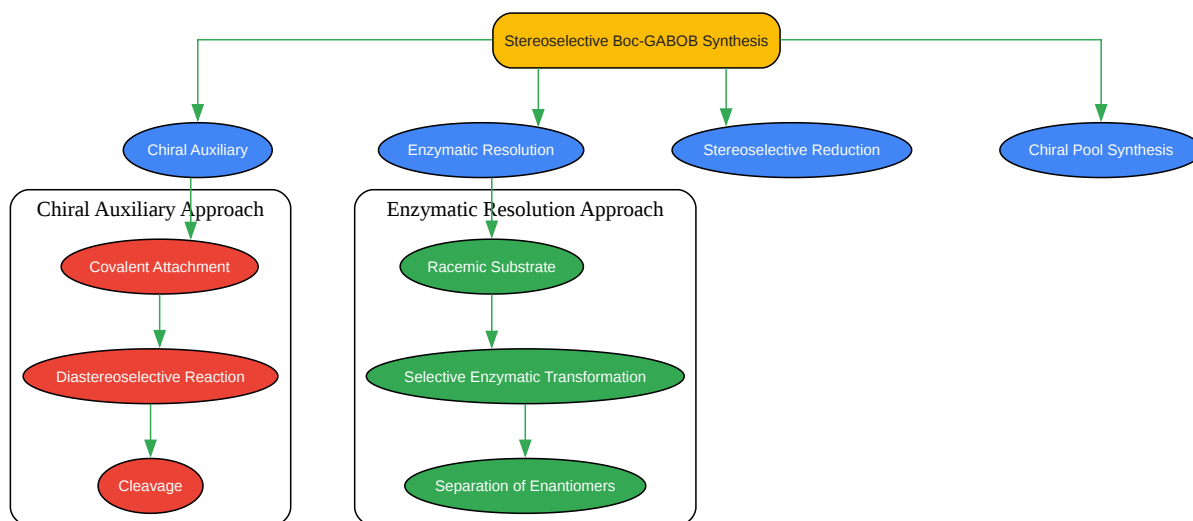 Stereoselective Boc-GABOB Synthesis
Chiral Auxiliary
Enzymatic Resolution
Stereoselective Reduction
Chiral Pool Synthesis
Chiral Auxiliary Approach
Covalent Attachment
Diastereoselective Reaction
Cleavage
Enzymatic Resolution Approach
Racemic Substrate
Selective Enzymatic Transformation
Separation of Enantiomers